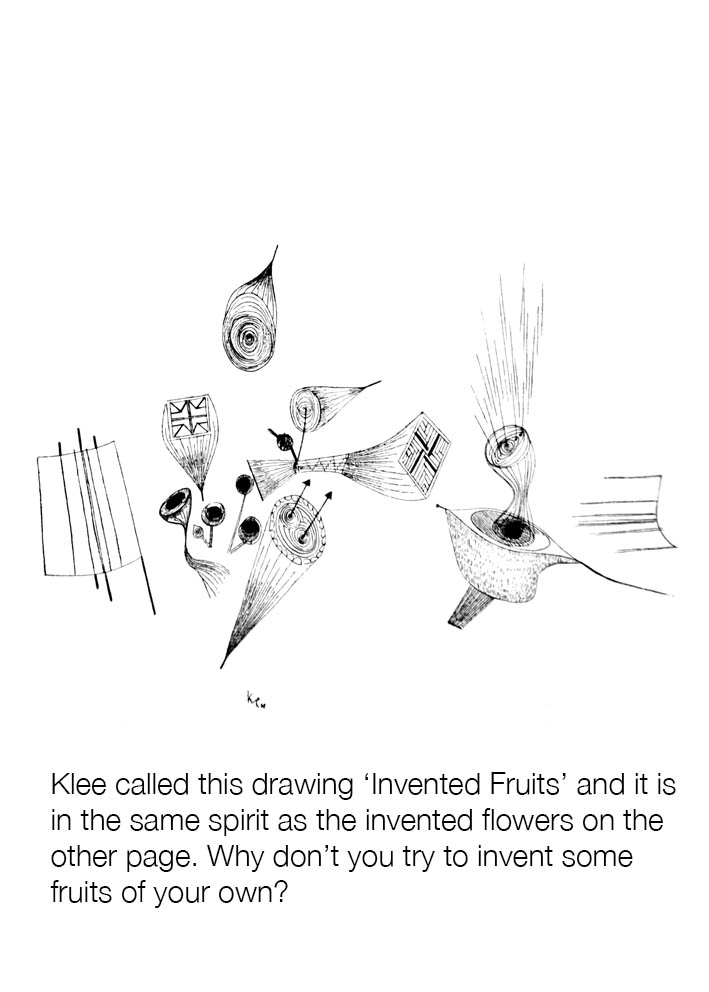 Klee
Klee called this drawing ‘Invented Fruits’ and it is
in the same spirit as the invented flowers on the
other page. Why don’t you try to invent some
fruits of your own?